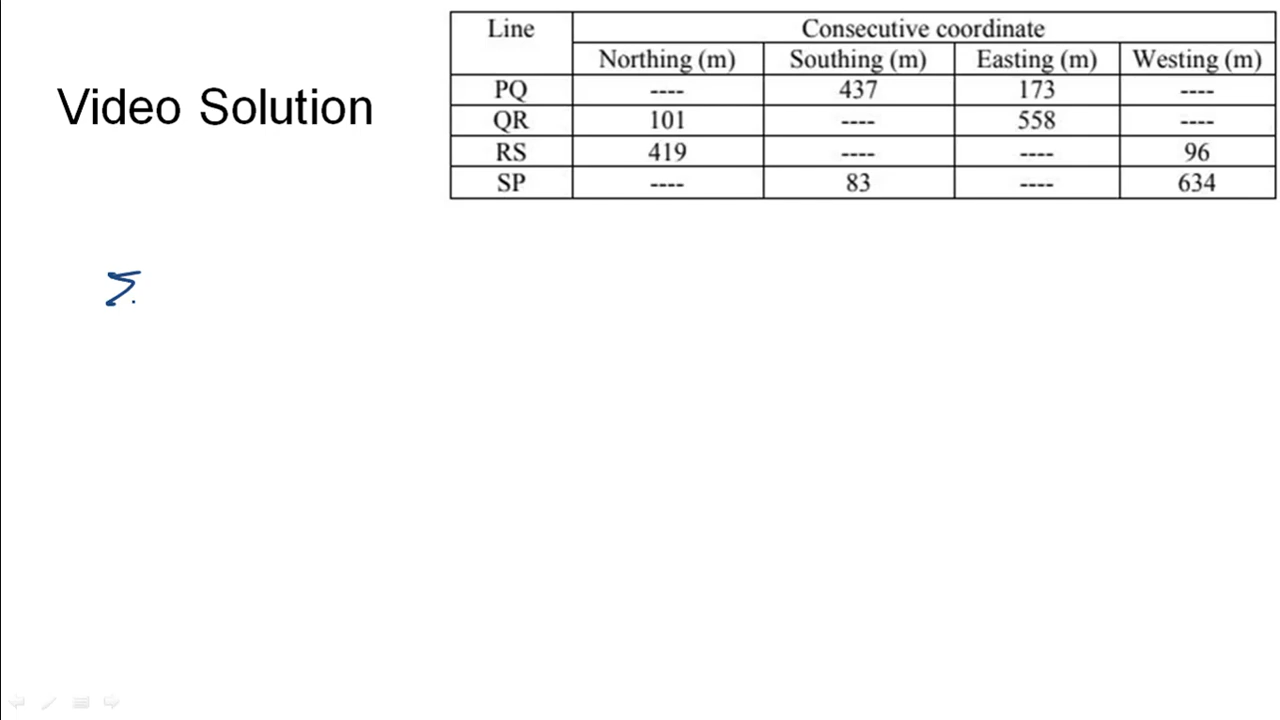 Video Solution
Line Consecutive coordinate
Northing (m) Southing (m) Easting (m) Westing (m)
PQ ---- 437 173 ----
QR 101 ---- 558 ----
RS 419 ---- ---- 96
SP ---- 83 ---- 634
Σ